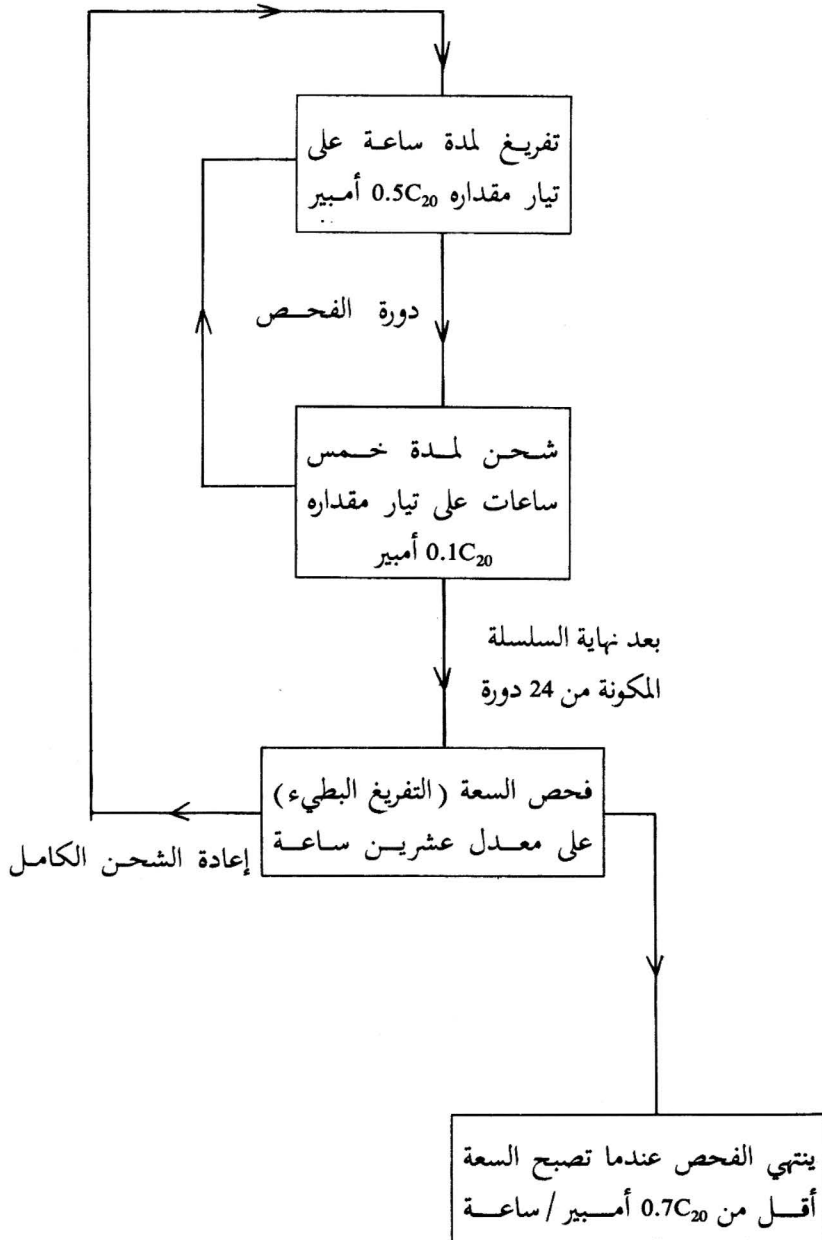 تفريغ لمدة ساعة على
تيار مقداره 0.5C₂₀ أمبير
دورة الفحص
شحن لمدة خمس
ساعات على تيار مقداره
0.1C₂₀ أمبير
بعد نهاية السلسلة
المكونة من 24 دورة
فحص السعة (التفريغ البطيء)
على معدل عشرين ساعة
إعادة الشحن الكامل
ينتهي الفحص عندما تصبح السعة
أقل من 0.7C₂₀ أمبير/ساعة